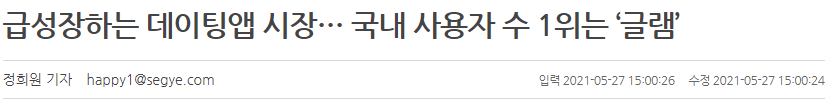 급성장하는 데이팅앱 시장… 국내 사용자 수 1위는 ‘글램’
정희원 기자 happy1@segye.com 입력 2021-05-27 15:00:26 수정 2021-05-27 15:00:24